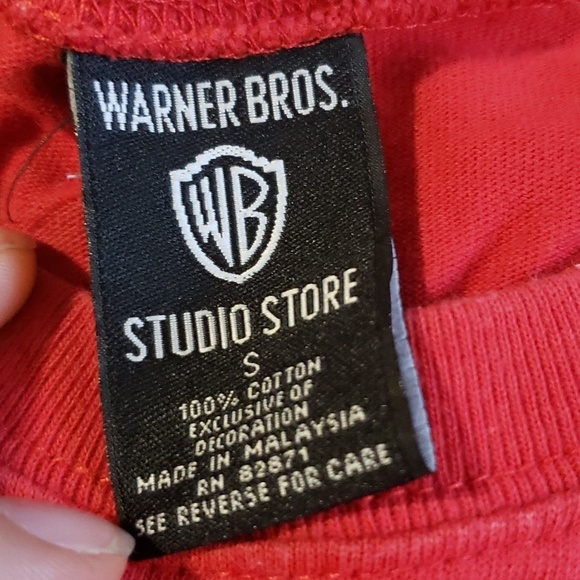 WARNER BROS.
WB
STUDIO STORE
S
100% COTTON
EXCLUSIVE OF
DECORATION
MADE IN MALAYSIA
RN 82871
SEE REVERSE FOR CARE